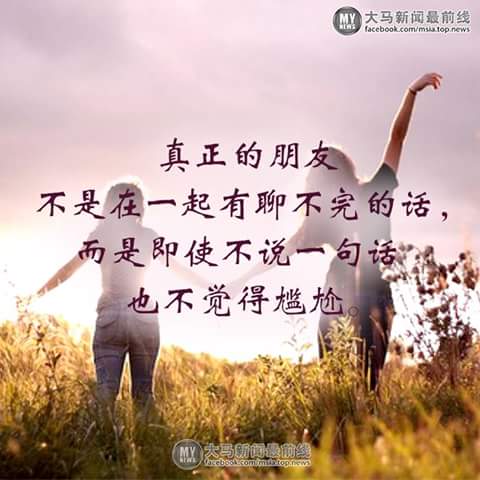 MY NEWS
大马新闻最前线
facebook.com/msia.top.news
真正的朋友
不是在一起有聊不完的话，
而是即使不说一句话
也不觉得尴尬。
MY NEWS
大马新闻最前线
facebook.com/msia.top.news